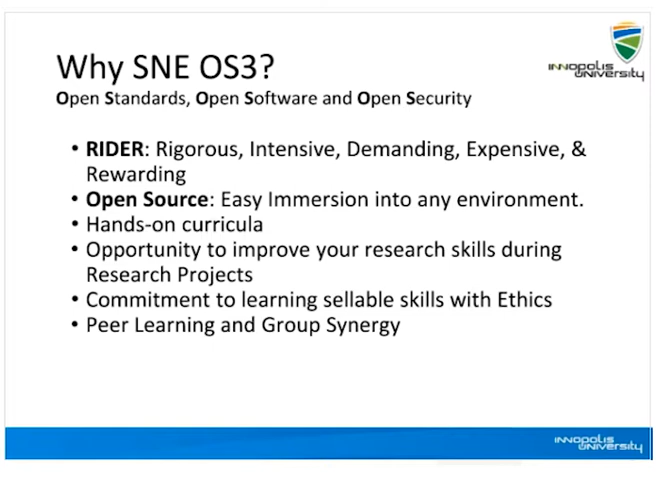 INNOPOLIS
UNIVERSITY
Why SNE OS3?
Open Standards, Open Software and Open Security
• RIDER: Rigorous, Intensive, Demanding, Expensive, &
Rewarding
• Open Source: Easy Immersion into any environment.
• Hands-on curricula
• Opportunity to improve your research skills during
Research Projects
• Commitment to learning sellable skills with Ethics
• Peer Learning and Group Synergy
INNOPOLIS
UNIVERSITY